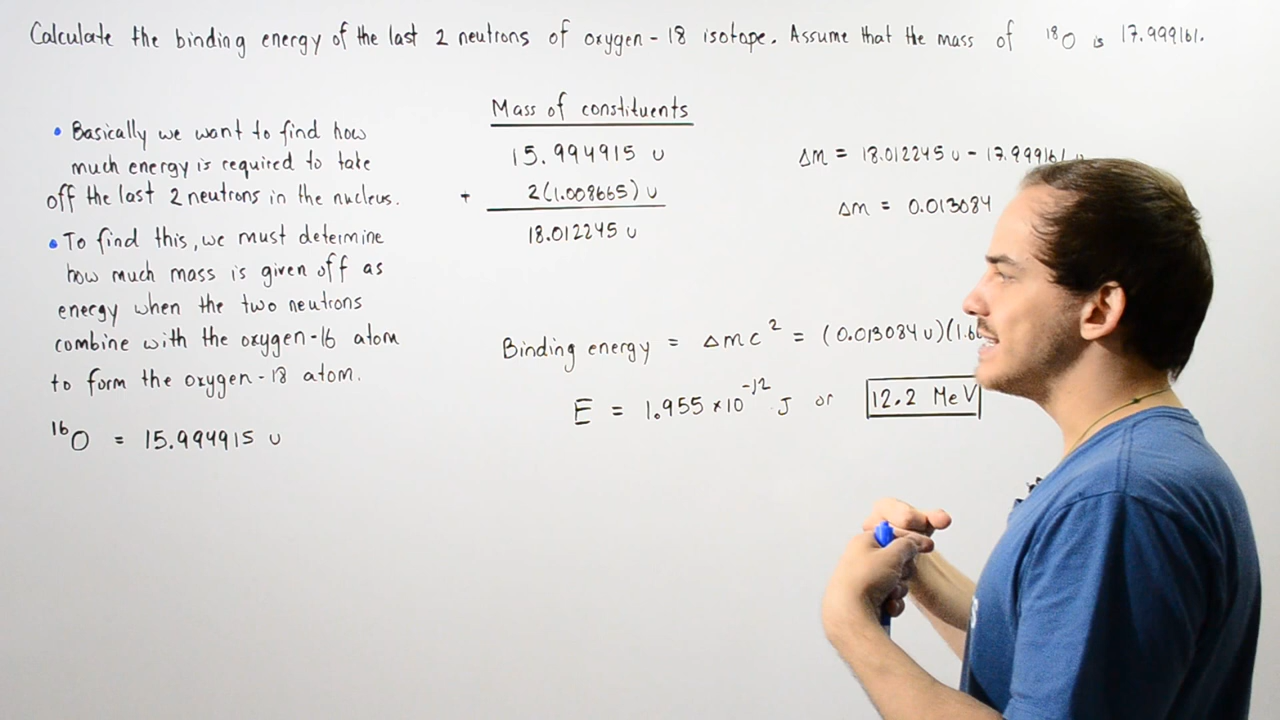 Calculate the binding energy of the last 2 neutrons of oxygen-18 isotope. Assume that the mass of ¹⁸O is 17.999161.
• Basically we want to find how
much energy is required to take
off the last 2 neutrons in the nucleus.
• To find this, we must determine
how much mass is given off as
energy when the two neutrons
combine with the oxygen-16 atom
to form the oxygen-18 atom.
¹⁶O = 15.994915 u
Mass of constituents
15.994915 u
+ 2(1.008665) u
18.012245 u
Δm = 18.012245 u - 17.999161 u
Δm = 0.013084
Binding energy = Δmc² = (0.013084 u)(1.6
E = 1.955 × 10⁻¹² J or 12.2 MeV